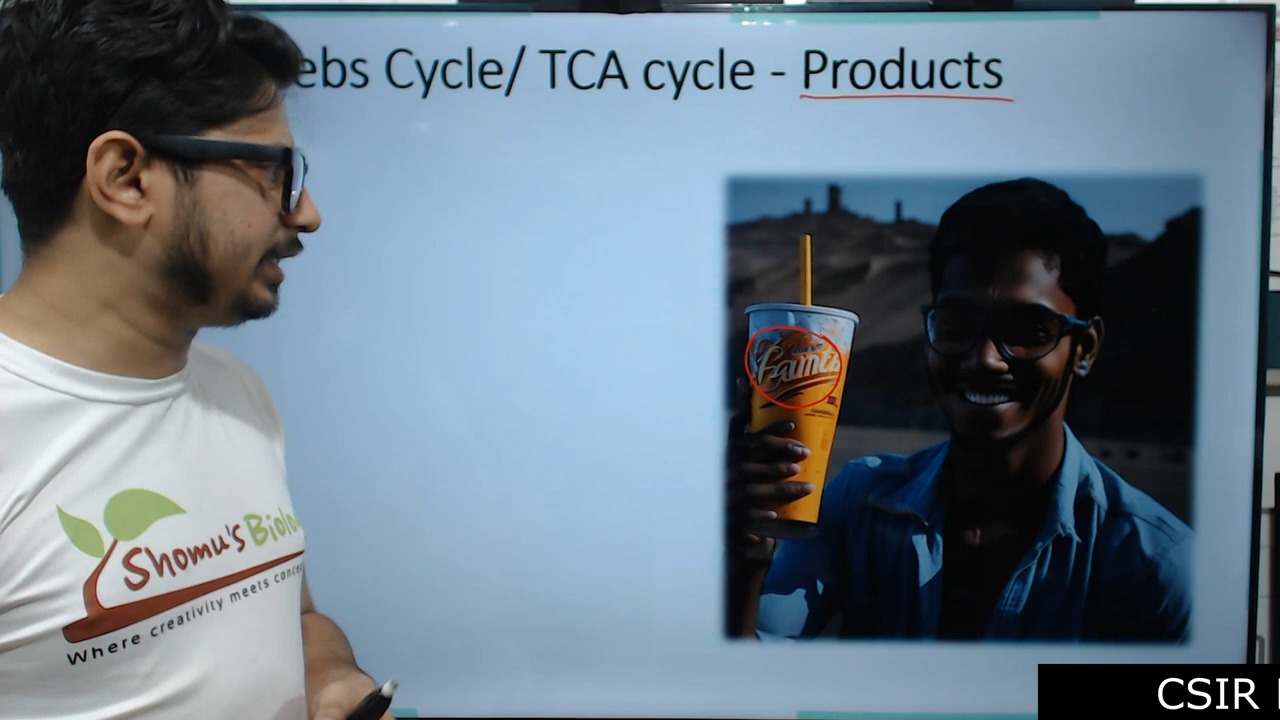 ebs Cycle/ TCA cycle - Products
Shomu's Biolo
Where creativity meets conce
CSIR